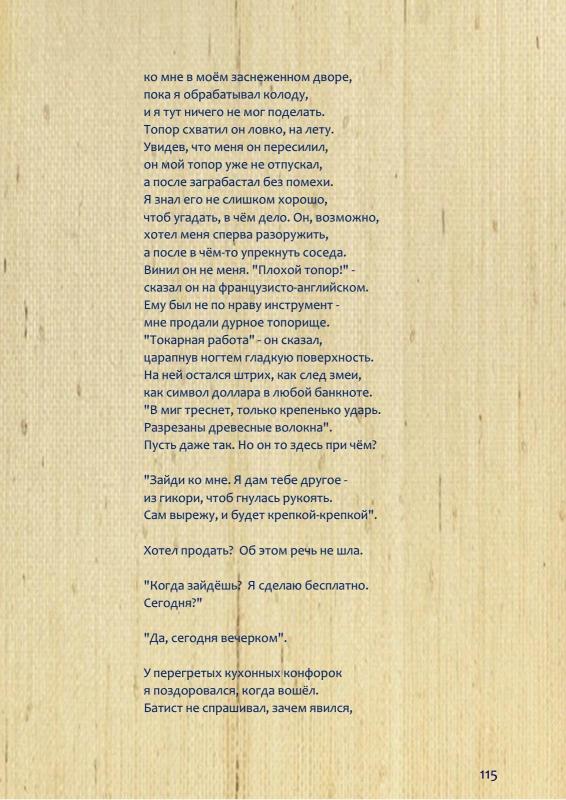 ко мне в моём заснеженном дворе,
пока я обрабатывал колоду,
и я тут ничего не мог поделать.
Топор схватил он ловко, на лету.
Увидев, что меня он пересилил,
он мой топор уже не отпускал,
а после заграбастал без помехи.
Я знал его не слишком хорошо,
чтоб угадать, в чём дело. Он, возможно,
хотел меня сперва разоружить,
а после в чём-то упрекнуть соседа.
Винил он не меня. "Плохой топор!" -
сказал он на французисто-английском.
Ему был не по нраву инструмент -
мне продали дурное топорище.
"Токарная работа" - он сказал,
царапнув ногтем гладкую поверхность.
На ней остался штрих, как след змеи,
как символ доллара в любой банкноте.
"В миг треснет, только крепенько ударь.
Разрезаны древесные волокна".
Пусть даже так. Но он то здесь при чём?
"Зайди ко мне. Я дам тебе другое -
из гикори, чтоб гнулась рукоять.
Сам вырежу, и будет крепкой-крепкой".
Хотел продать? Об этом речь не шла.
"Когда зайдёшь? Я сделаю бесплатно.
Сегодня?"
"Да, сегодня вечерком".
У перегретых кухонных конфорок
я поздоровался, когда вошёл.
Батист не спрашивал, зачем явился,
115